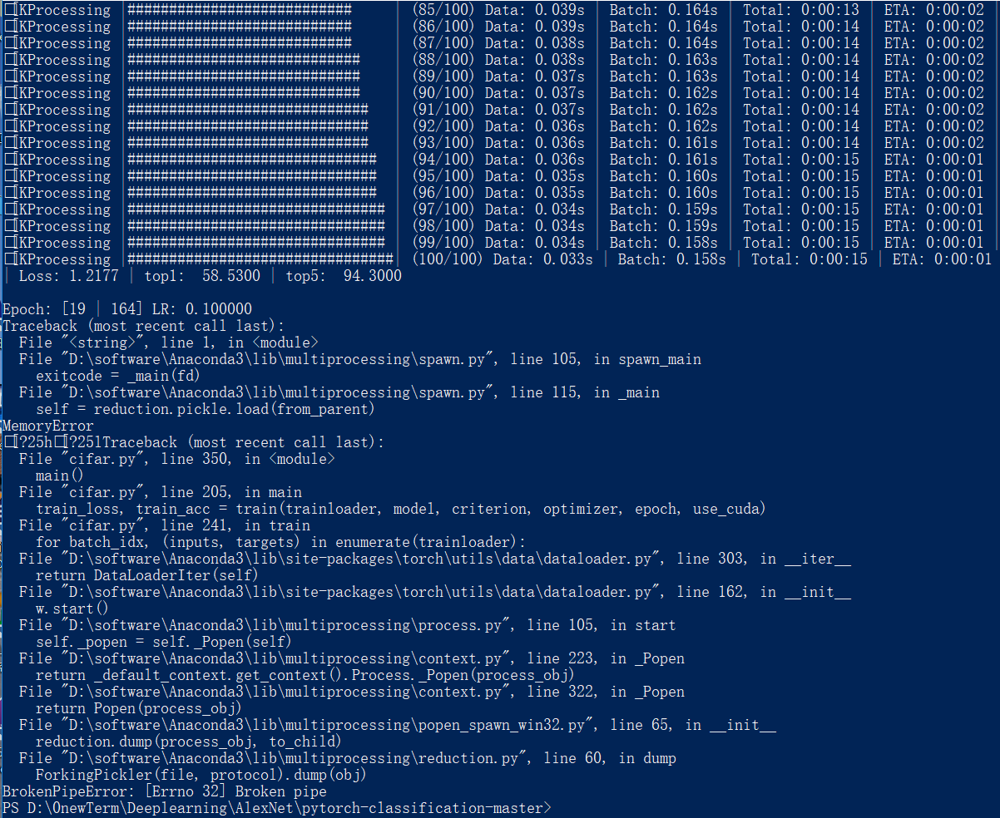 KProcessing |########################### | (85/100) Data: 0.039s | Batch: 0.164s | Total: 0:00:13 | ETA: 0:00:02
KProcessing |########################### | (86/100) Data: 0.039s | Batch: 0.164s | Total: 0:00:14 | ETA: 0:00:02
KProcessing |########################### | (87/100) Data: 0.038s | Batch: 0.164s | Total: 0:00:14 | ETA: 0:00:02
KProcessing |############################ | (88/100) Data: 0.038s | Batch: 0.163s | Total: 0:00:14 | ETA: 0:00:02
KProcessing |############################ | (89/100) Data: 0.037s | Batch: 0.163s | Total: 0:00:14 | ETA: 0:00:02
KProcessing |############################ | (90/100) Data: 0.037s | Batch: 0.162s | Total: 0:00:14 | ETA: 0:00:02
KProcessing |############################# | (91/100) Data: 0.037s | Batch: 0.162s | Total: 0:00:14 | ETA: 0:00:02
KProcessing |############################# | (92/100) Data: 0.036s | Batch: 0.162s | Total: 0:00:14 | ETA: 0:00:02
KProcessing |############################# | (93/100) Data: 0.036s | Batch: 0.161s | Total: 0:00:14 | ETA: 0:00:02
KProcessing |############################## | (94/100) Data: 0.036s | Batch: 0.161s | Total: 0:00:15 | ETA: 0:00:01
KProcessing |############################## | (95/100) Data: 0.035s | Batch: 0.160s | Total: 0:00:15 | ETA: 0:00:01
KProcessing |############################## | (96/100) Data: 0.035s | Batch: 0.160s | Total: 0:00:15 | ETA: 0:00:01
KProcessing |############################### | (97/100) Data: 0.034s | Batch: 0.159s | Total: 0:00:15 | ETA: 0:00:01
KProcessing |############################### | (98/100) Data: 0.034s | Batch: 0.159s | Total: 0:00:15 | ETA: 0:00:01
KProcessing |############################### | (99/100) Data: 0.034s | Batch: 0.158s | Total: 0:00:15 | ETA: 0:00:01
KProcessing |################################| (100/100) Data: 0.033s | Batch: 0.158s | Total: 0:00:15 | ETA: 0:00:01
| Loss: 1.2177 | top1:  58.5300 | top5:  94.3000
Epoch: [19 | 164] LR: 0.100000
Traceback (most recent call last):
  File "<string>", line 1, in <module>
  File "D:\software\Anaconda3\lib\multiprocessing\spawn.py", line 105, in spawn_main
    exitcode = _main(fd)
  File "D:\software\Anaconda3\lib\multiprocessing\spawn.py", line 115, in _main
    self = reduction.pickle.load(from_parent)
MemoryError
?25h?25lTraceback (most recent call last):
  File "cifar.py", line 350, in <module>
    main()
  File "cifar.py", line 205, in main
    train_loss, train_acc = train(trainloader, model, criterion, optimizer, epoch, use_cuda)
  File "cifar.py", line 241, in train
    for batch_idx, (inputs, targets) in enumerate(trainloader):
  File "D:\software\Anaconda3\lib\site-packages\torch\utils\data\dataloader.py", line 303, in __iter__
    return DataLoaderIter(self)
  File "D:\software\Anaconda3\lib\site-packages\torch\utils\data\dataloader.py", line 162, in __init__
    w.start()
  File "D:\software\Anaconda3\lib\multiprocessing\process.py", line 105, in start
    self._popen = self._Popen(self)
  File "D:\software\Anaconda3\lib\multiprocessing\context.py", line 223, in _Popen
    return _default_context.get_context().Process._Popen(process_obj)
  File "D:\software\Anaconda3\lib\multiprocessing\context.py", line 322, in _Popen
    return Popen(process_obj)
  File "D:\software\Anaconda3\lib\multiprocessing\popen_spawn_win32.py", line 65, in __init__
    reduction.dump(process_obj, to_child)
  File "D:\software\Anaconda3\lib\multiprocessing\reduction.py", line 60, in dump
    ForkingPickler(file, protocol).dump(obj)
BrokenPipeError: [Errno 32] Broken pipe
PS D:\OnewTerm\Deeplearning\AlexNet\pytorch-classification-master>